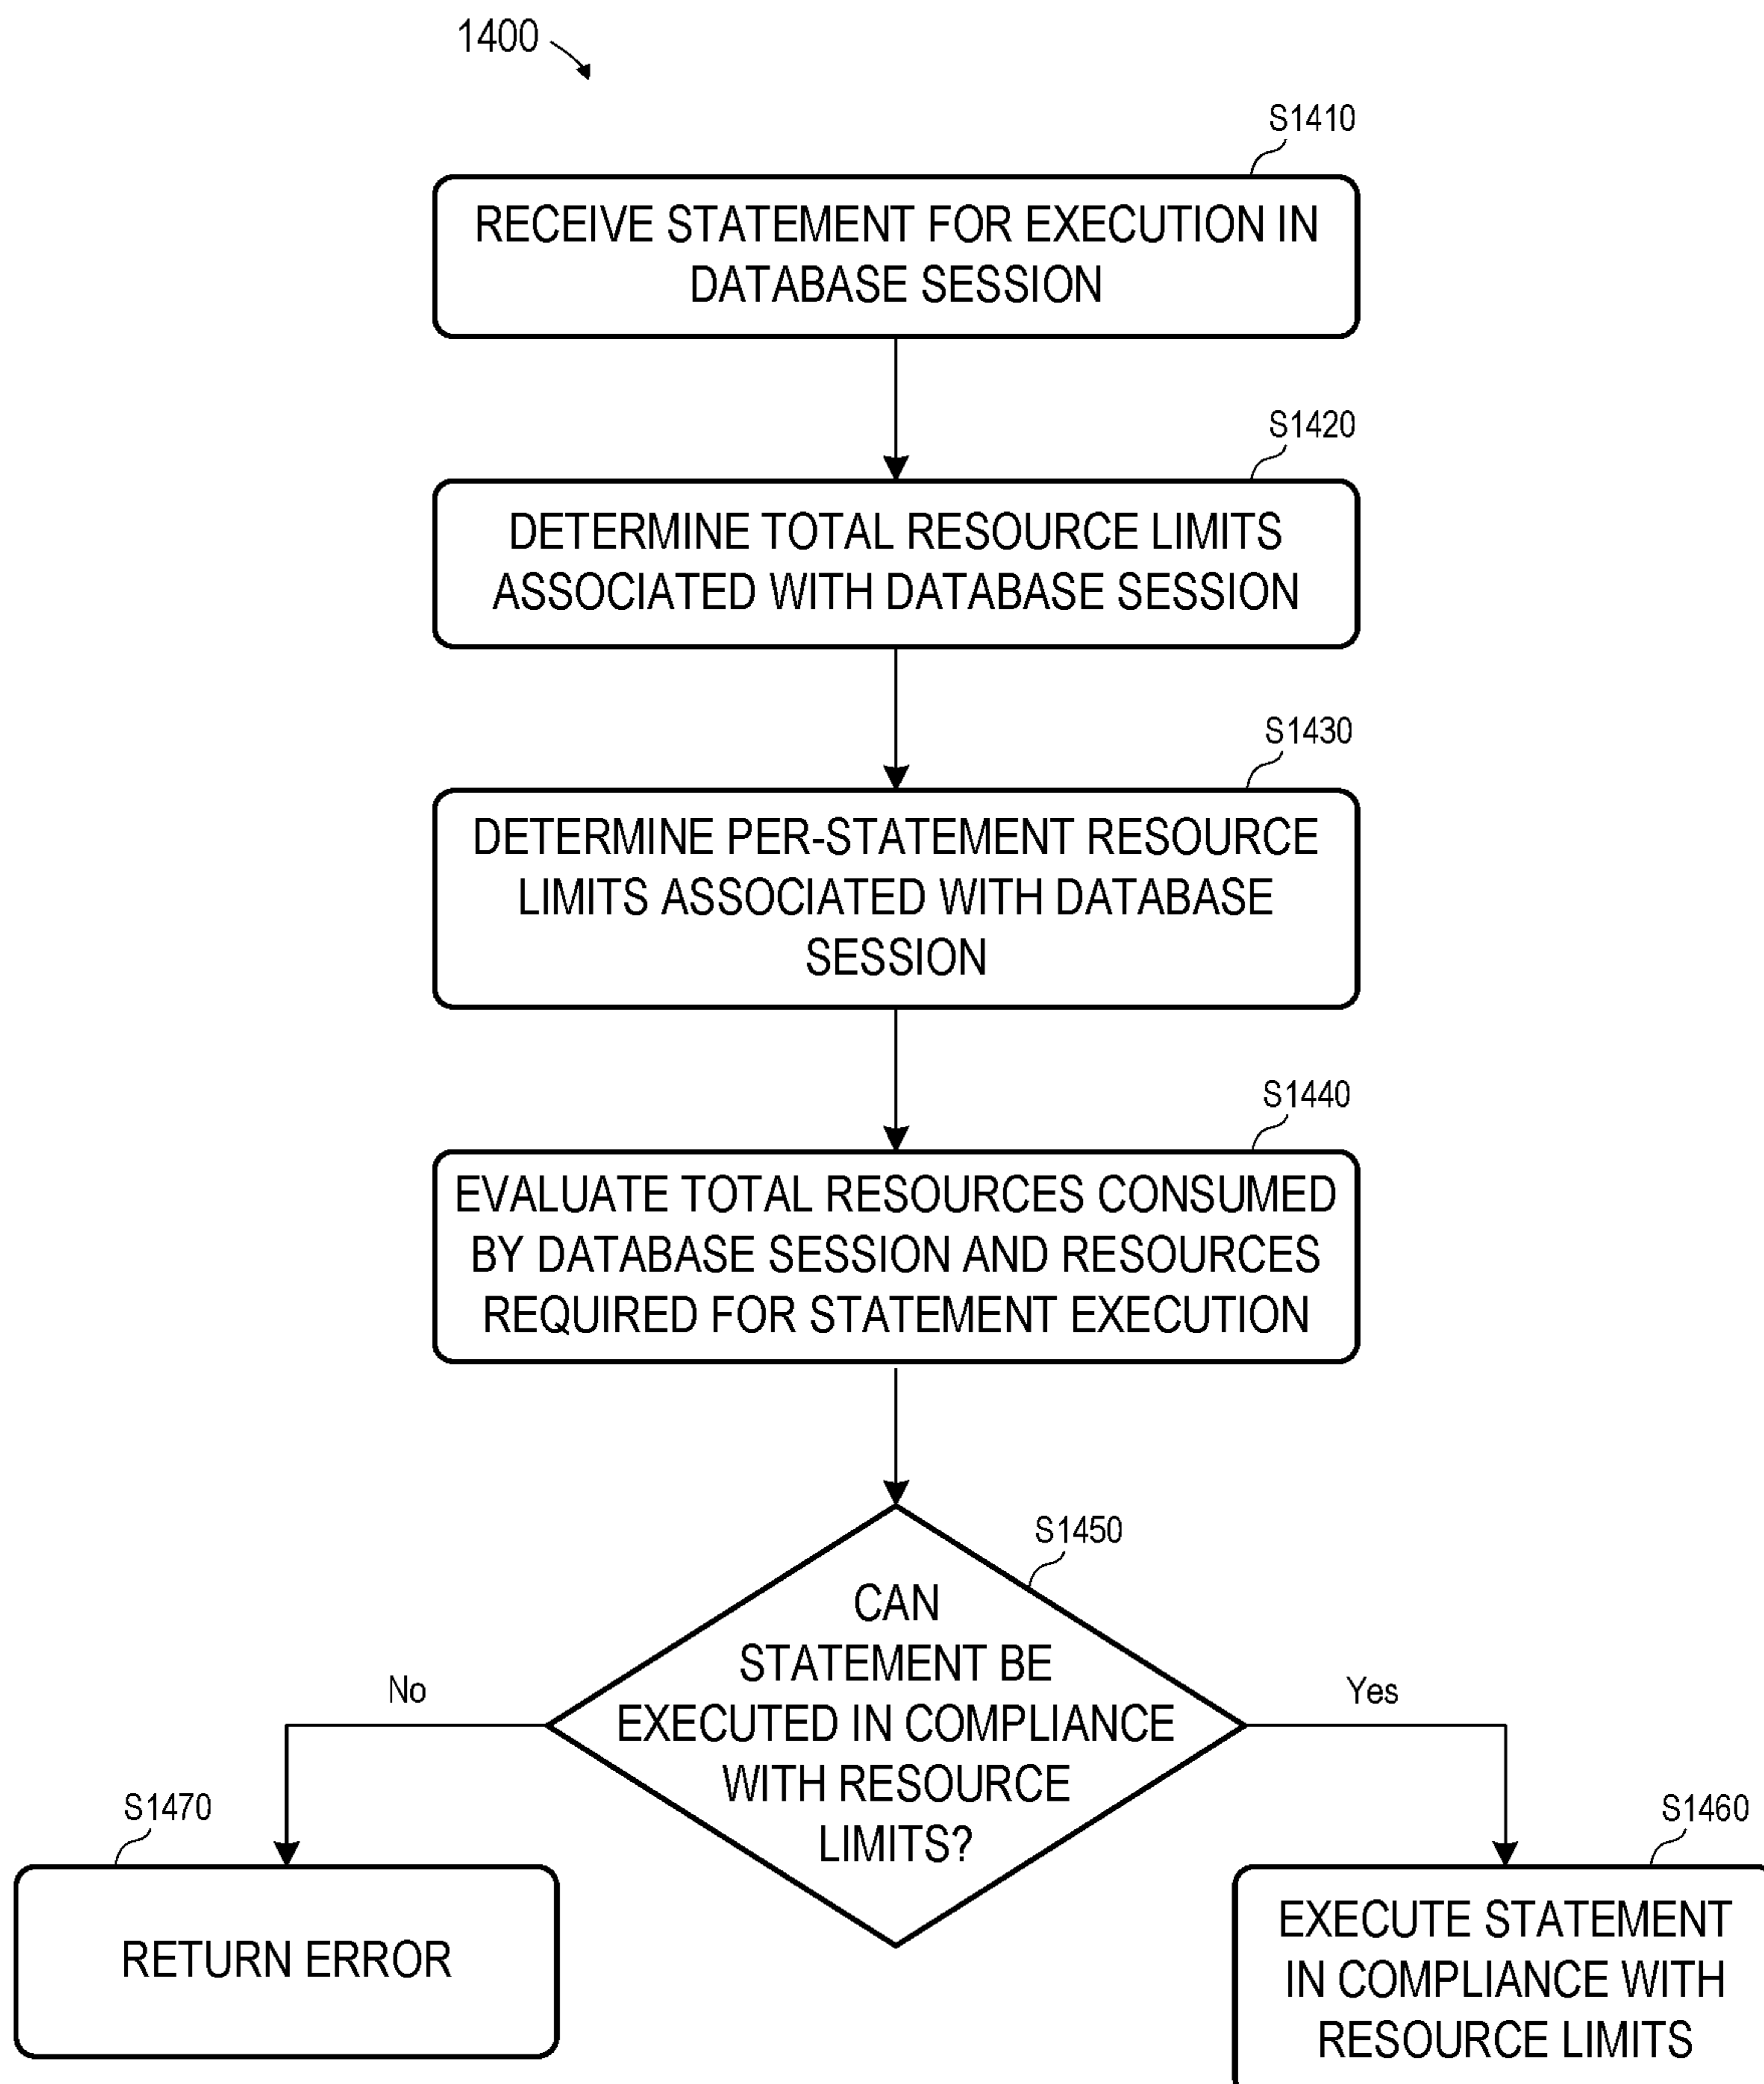 1400
S1410
RECEIVE STATEMENT FOR EXECUTION IN
DATABASE SESSION
S1420
DETERMINE TOTAL RESOURCE LIMITS
ASSOCIATED WITH DATABASE SESSION
S1430
DETERMINE PER-STATEMENT RESOURCE
LIMITS ASSOCIATED WITH DATABASE
SESSION
S1440
EVALUATE TOTAL RESOURCES CONSUMED
BY DATABASE SESSION AND RESOURCES
REQUIRED FOR STATEMENT EXECUTION
S1450
CAN
STATEMENT BE
EXECUTED IN COMPLIANCE
WITH RESOURCE
LIMITS?
No
Yes
S1470
RETURN ERROR
S1460
EXECUTE STATEMENT
IN COMPLIANCE WITH
RESOURCE LIMITS